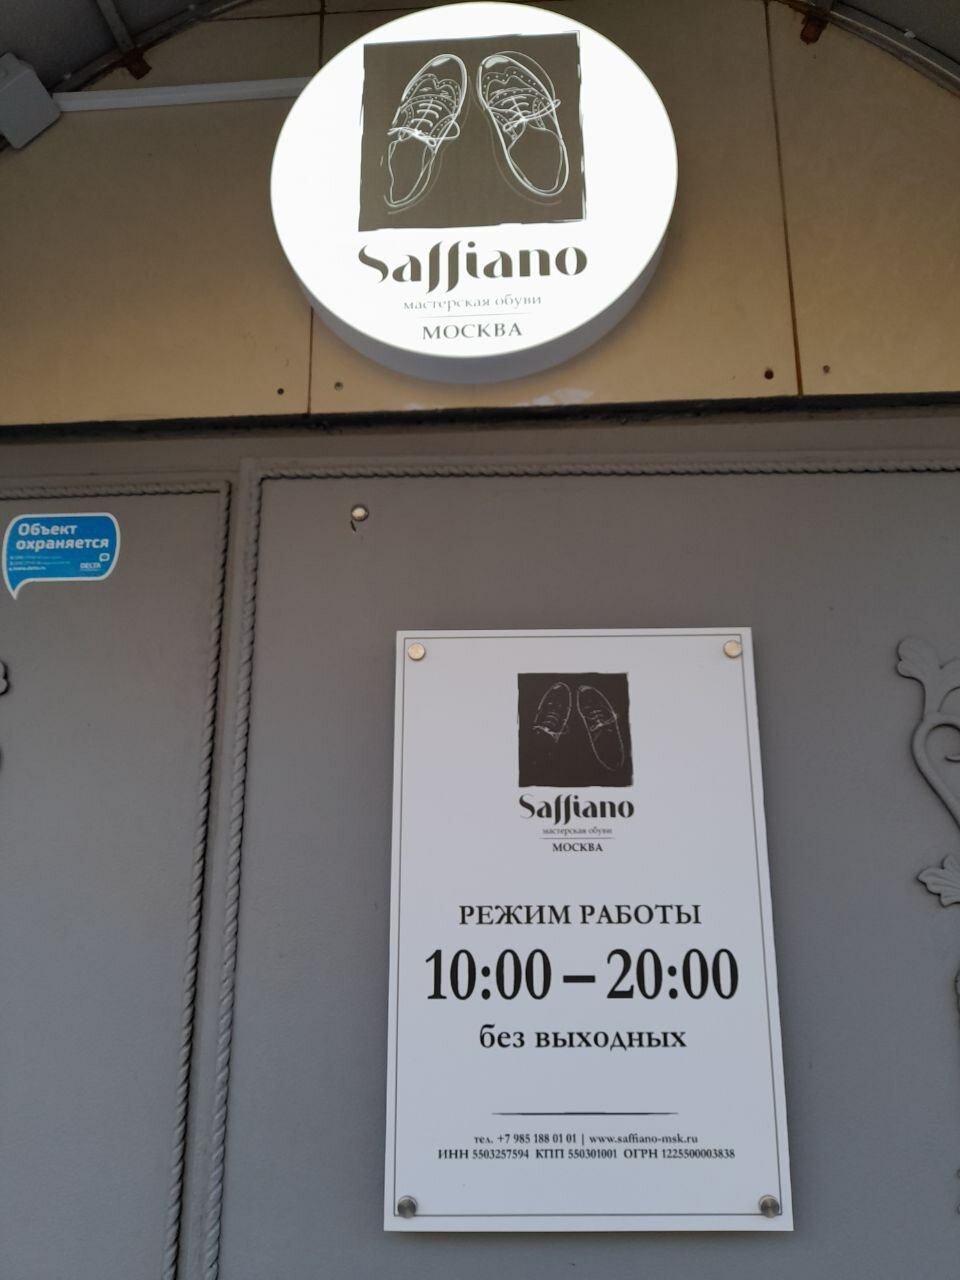 Saffiano
мастерская обуви
МОСКВА
Объект
охраняется
DELTA
Saffiano
мастерская обуви
МОСКВА
РЕЖИМ РАБОТЫ
10:00 – 20:00
без выходных
тел. +7 985 188 01 01 | www.saffiano-msk.ru
ИНН 5503257594 КПП 550301001 ОГРН 1225500003838